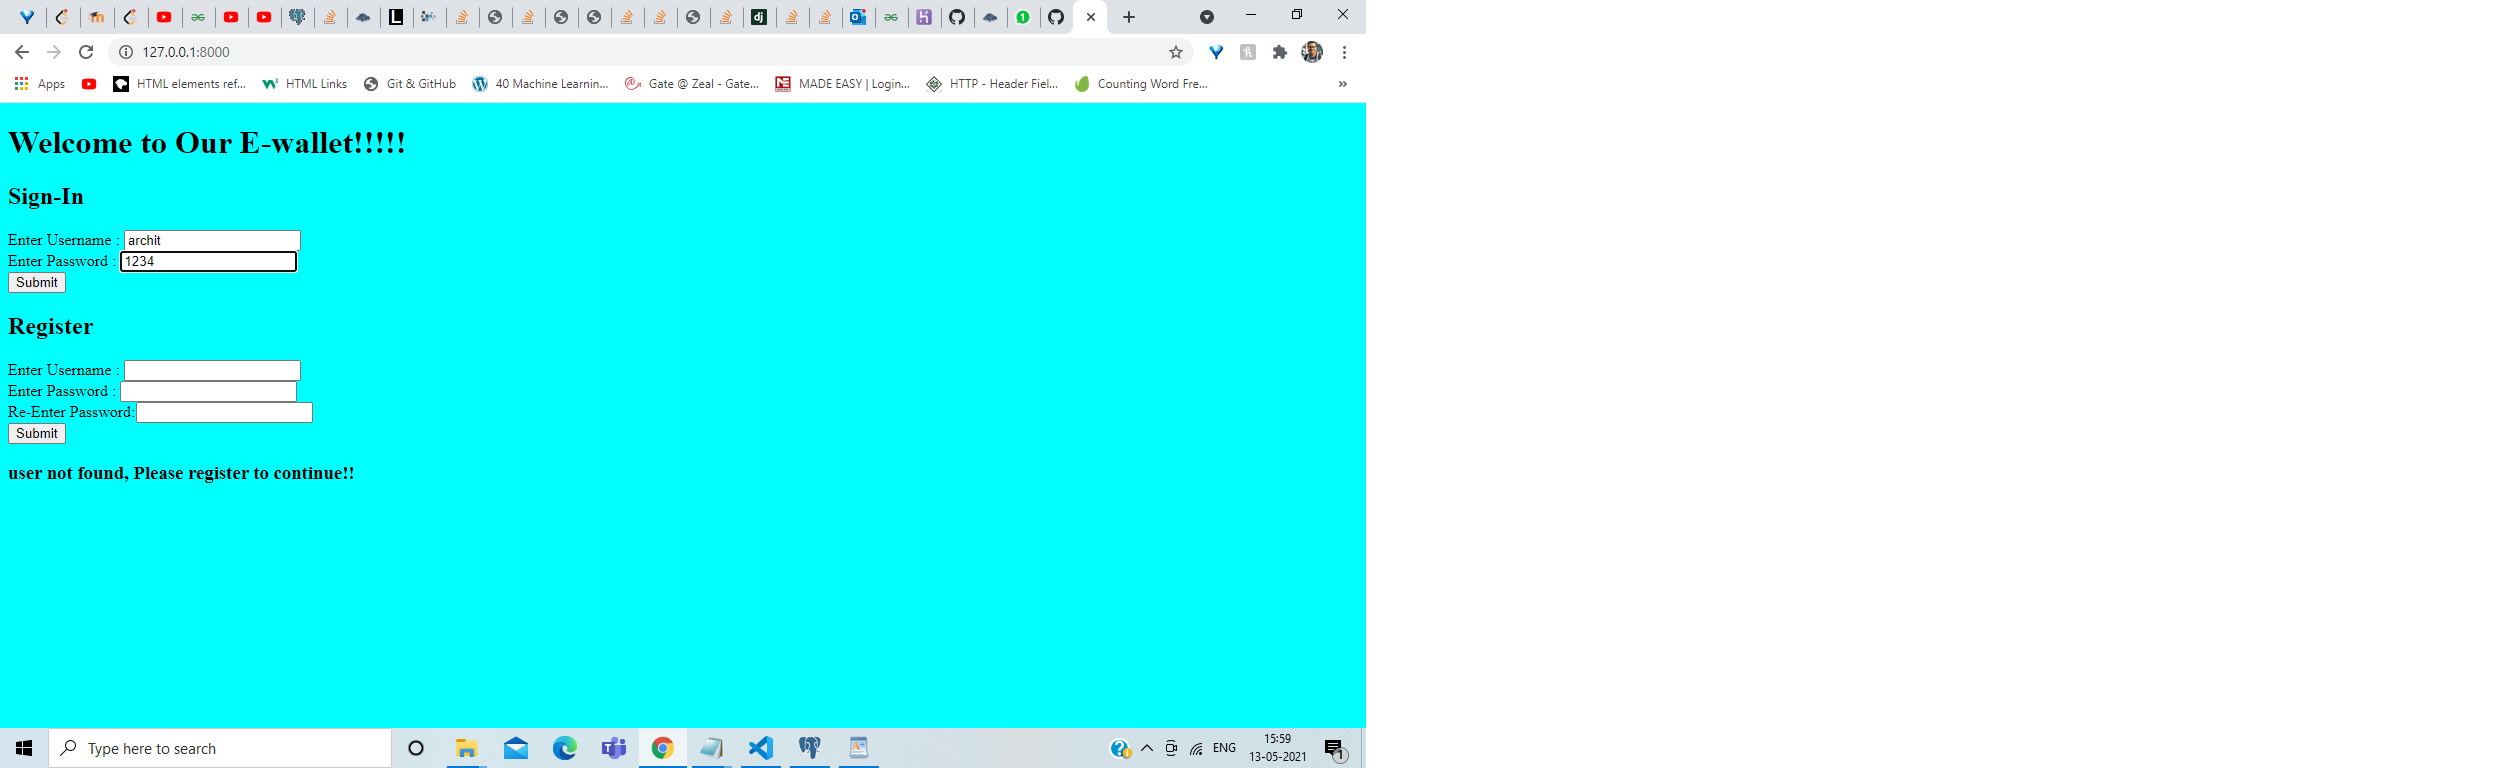 127.0.0.1:8000
Apps HTML elements ref... HTML Links Git & GitHub 40 Machine Learnin... Gate @ Zeal - Gate... MADE EASY | Login... HTTP - Header Fiel... Counting Word Fre... »
Welcome to Our E-wallet!!!!!
Sign-In
Enter Username : archit
Enter Password : 1234
Submit
Register
Enter Username :
Enter Password :
Re-Enter Password:
Submit
user not found, Please register to continue!!
Type here to search
ENG
15:59
13-05-2021
1